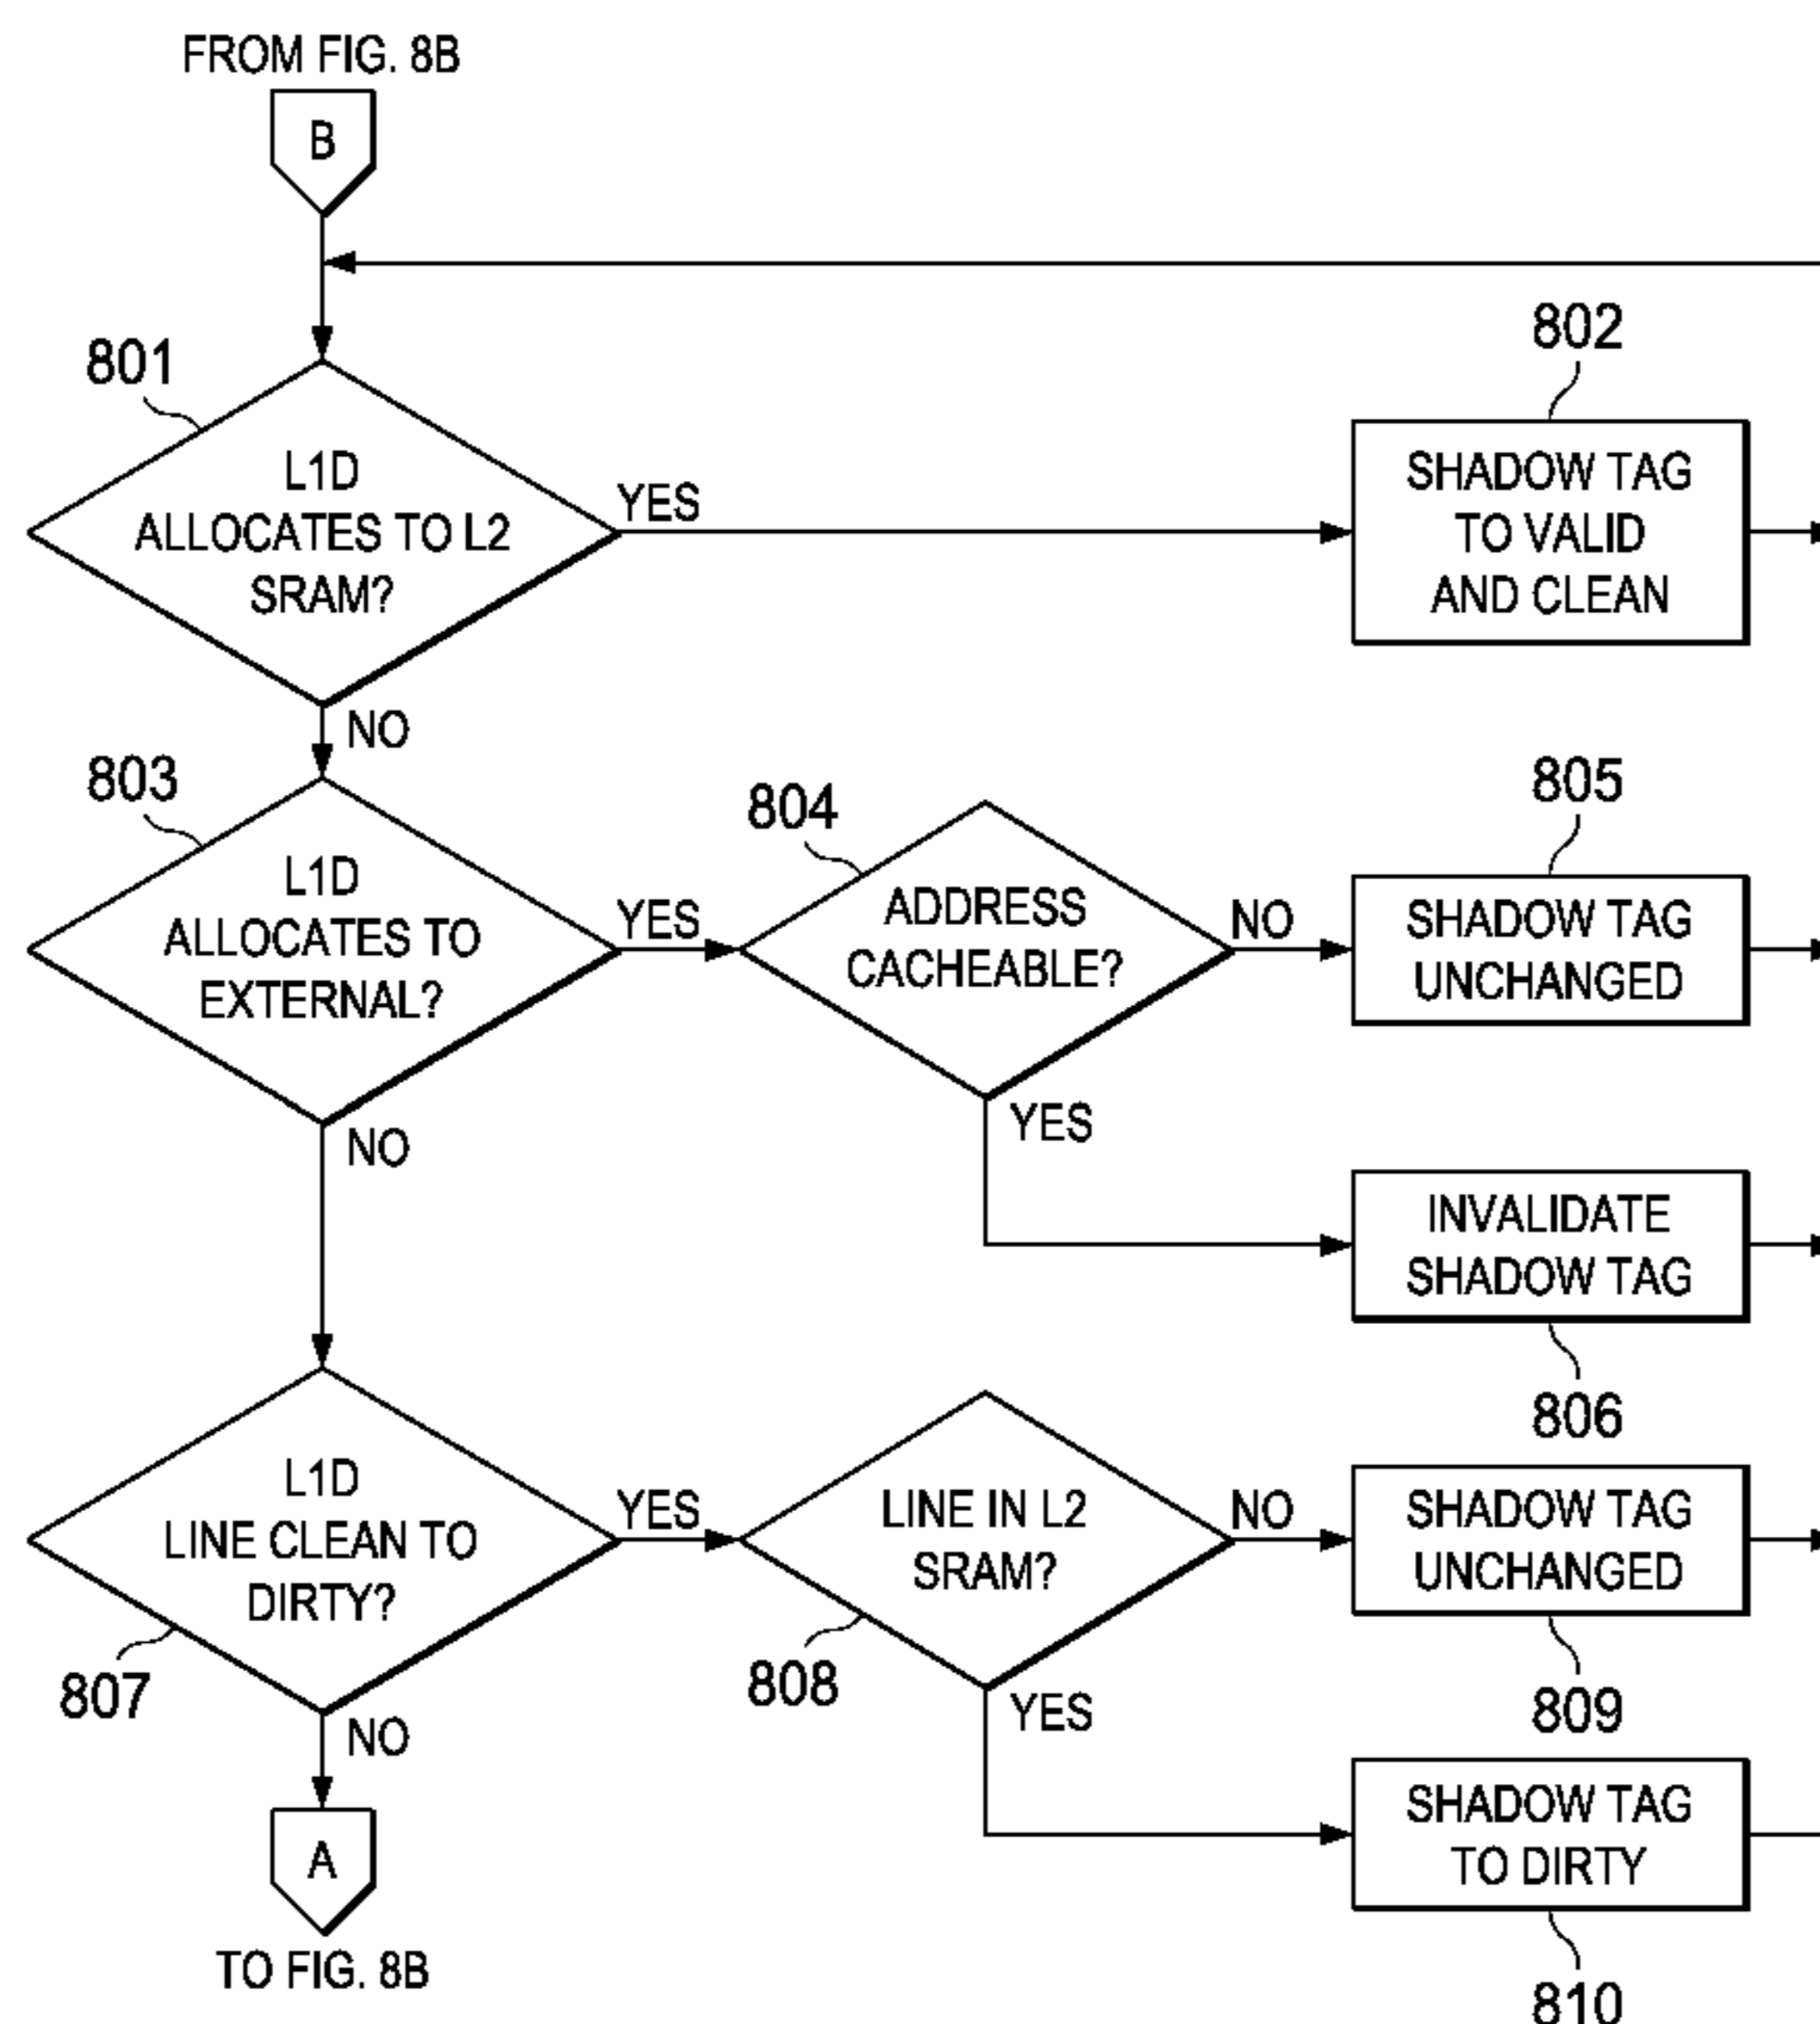 FROM FIG. 8B
B
801
L1D
ALLOCATES TO L2
SRAM?
YES
NO
802
SHADOW TAG
TO VALID
AND CLEAN
803
L1D
ALLOCATES TO
EXTERNAL?
YES
NO
804
ADDRESS
CACHEABLE?
NO
YES
805
SHADOW TAG
UNCHANGED
INVALIDATE
SHADOW TAG
806
L1D
LINE CLEAN TO
DIRTY?
807
YES
NO
LINE IN L2
SRAM?
808
NO
YES
SHADOW TAG
UNCHANGED
809
SHADOW TAG
TO DIRTY
810
A
TO FIG. 8B